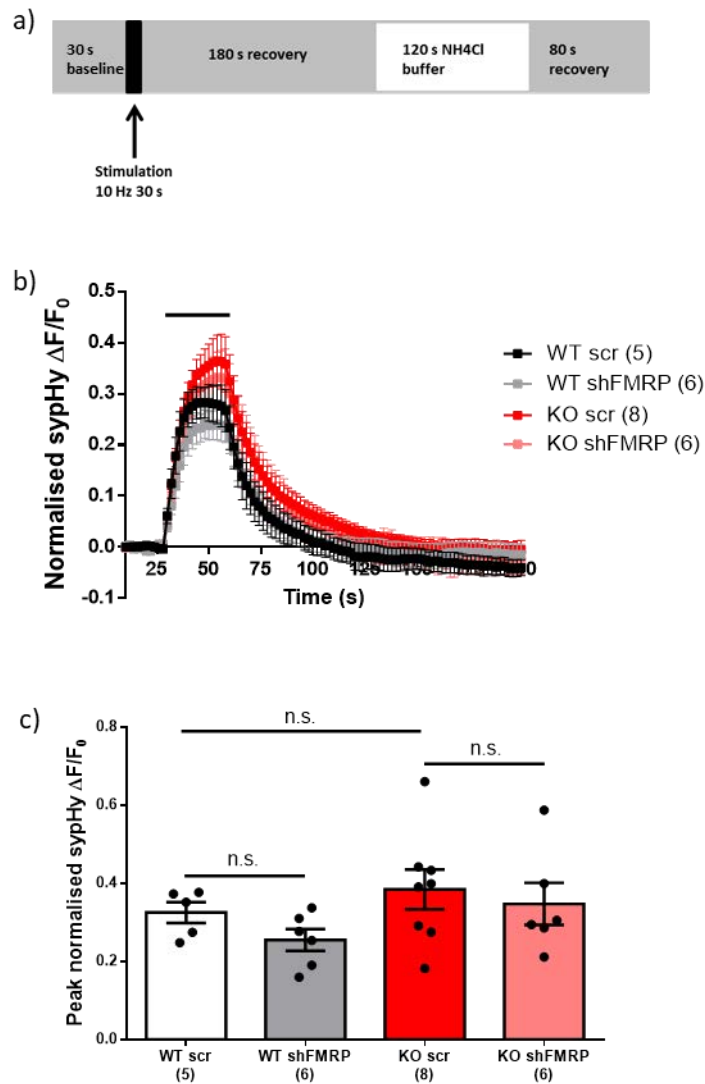 a)
30 s
baseline
180 s recovery
120 s NH4Cl
buffer
80 s
recovery
Stimulation
10 Hz 30 s
b)
Normalised sypHy ΔF/F0
0.5
0.4
0.3
0.2
0.1
0.0
-0.1
25
50
75
100
125
Time (s)
WT scr (5)
WT shFMRP (6)
KO scr (8)
KO shFMRP (6)
c)
Peak normalised sypHy ΔF/F0
0.8
0.6
0.4
0.2
0.0
n.s.
n.s.
n.s.
WT scr
(5)
WT shFMRP
(6)
KO scr
(8)
KO shFMRP
(6)